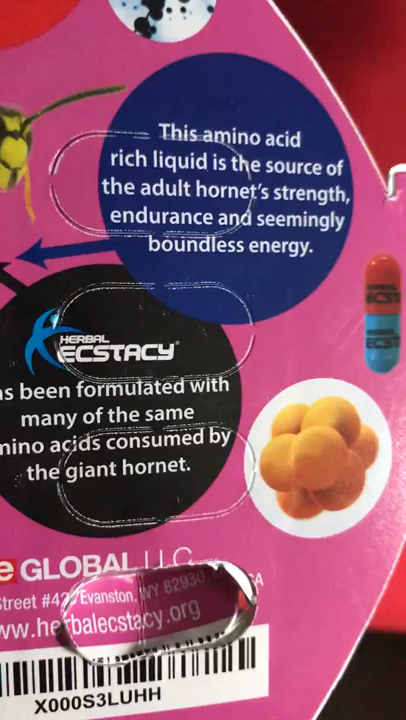 This amino acid
rich liquid is the source of
the adult hornet's strength,
endurance and seemingly
boundless energy.
HERBAL
ECSTACY
as been formulated with
many of the same
mino acids consumed by
the giant hornet.
e GLOBAL LLC
Street #42 Evanston, WY 82930,
ww.herbalecstacy.org
X000S3LUHH